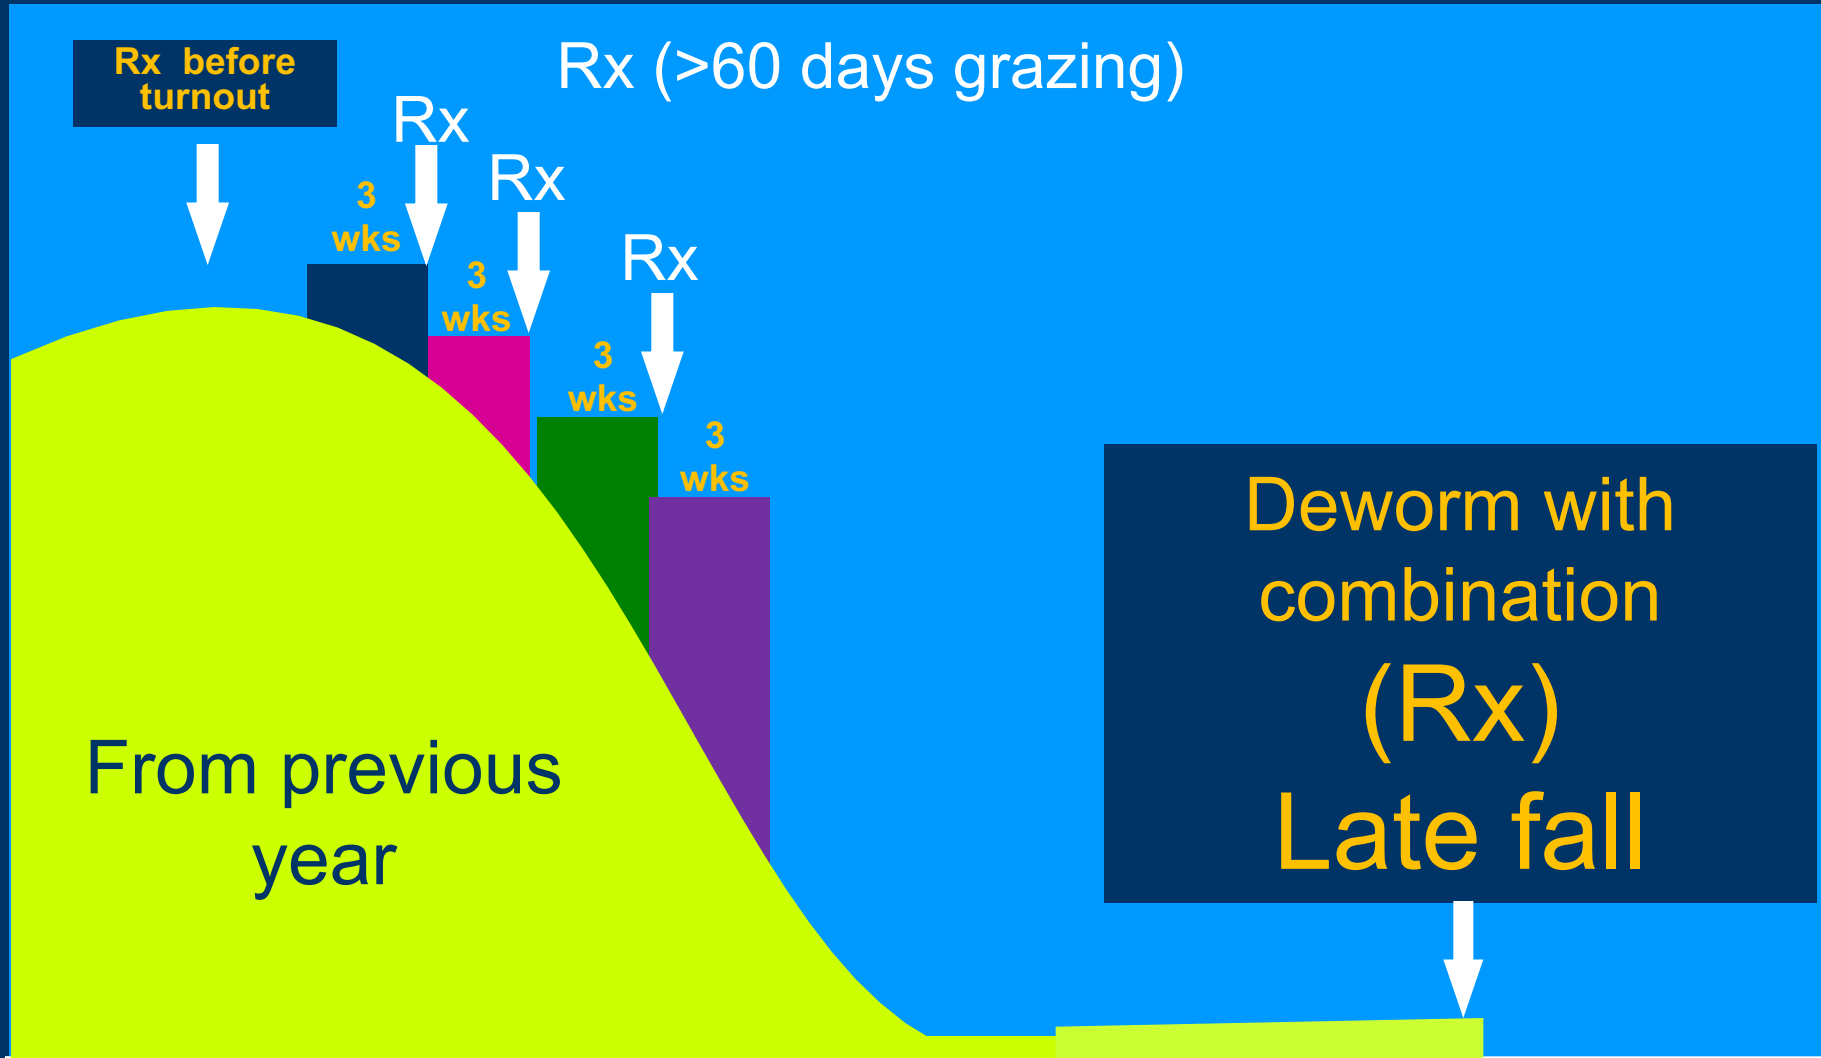 Rx before
turnout
Rx (>60 days grazing)
Rx
Rx
3
wks
Rx
3
wks
3
wks
3
wks
Deworm with
combination
(Rx)
Late fall
From previous
year